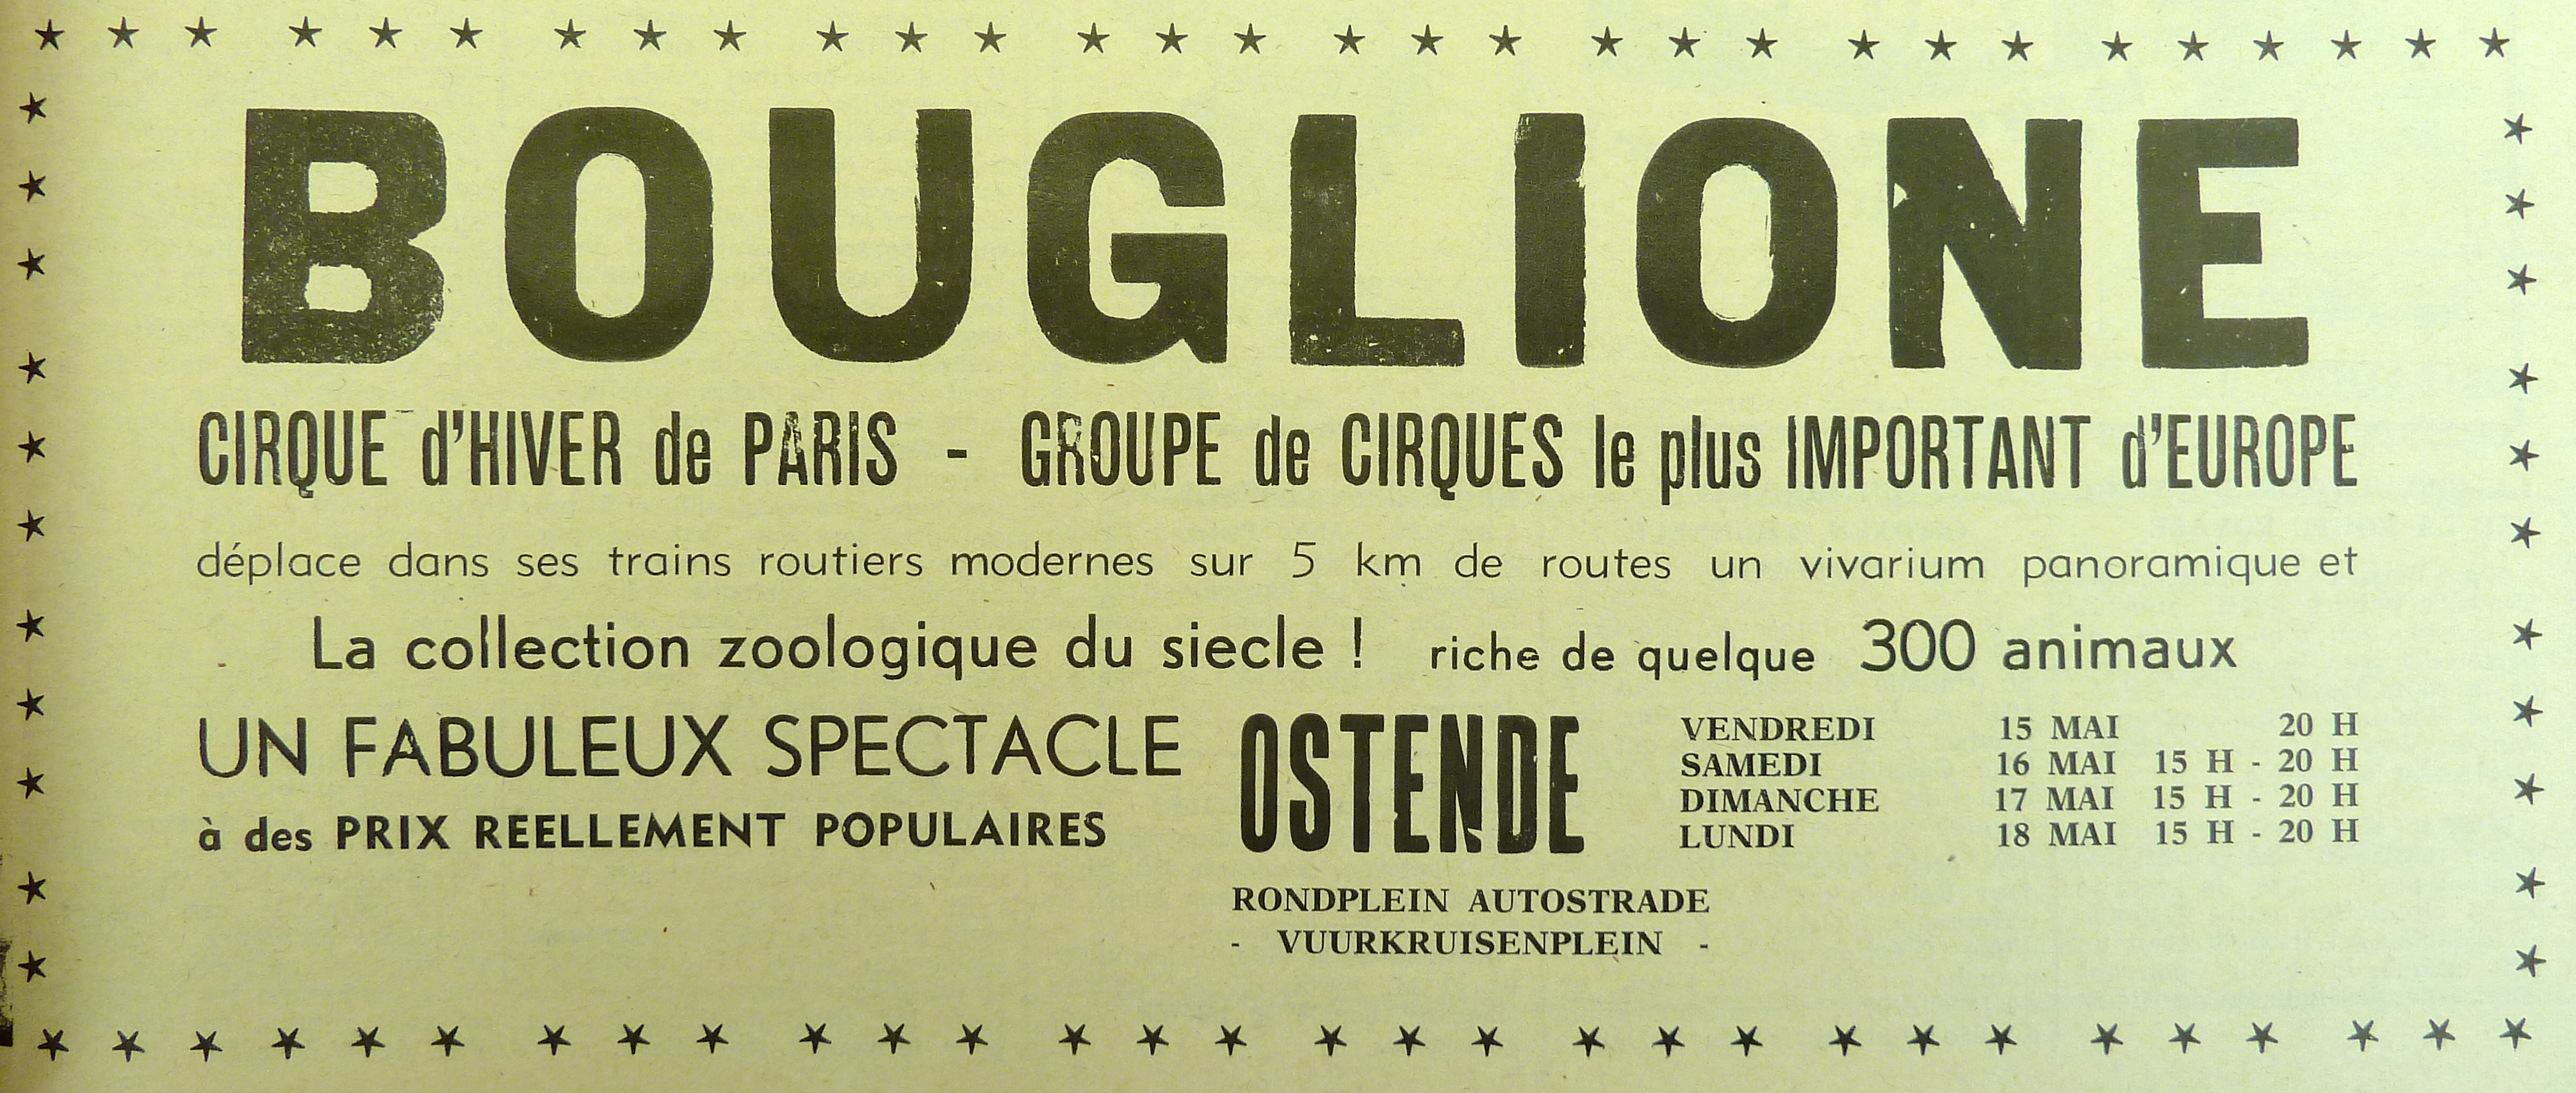 BOUGLIONE
CIRQUE d'HIVER de PARIS - GROUPE de CIRQUES le plus IMPORTANT d'EUROPE
déplace dans ses trains routiers modernes sur 5 km de routes un vivarium panoramique et
La collection zoologique du siecle ! riche de quelque 300 animaux
UN FABULEUX SPECTACLE
à des PRIX REELLEMENT POPULAIRES
OSTENDE
VENDREDI 15 MAI 20 H
SAMEDI 16 MAI 15 H - 20 H
DIMANCHE 17 MAI 15 H - 20 H
LUNDI 18 MAI 15 H - 20 H
RONDPLEIN AUTOSTRADE
- VUURKRUISENPLEIN -